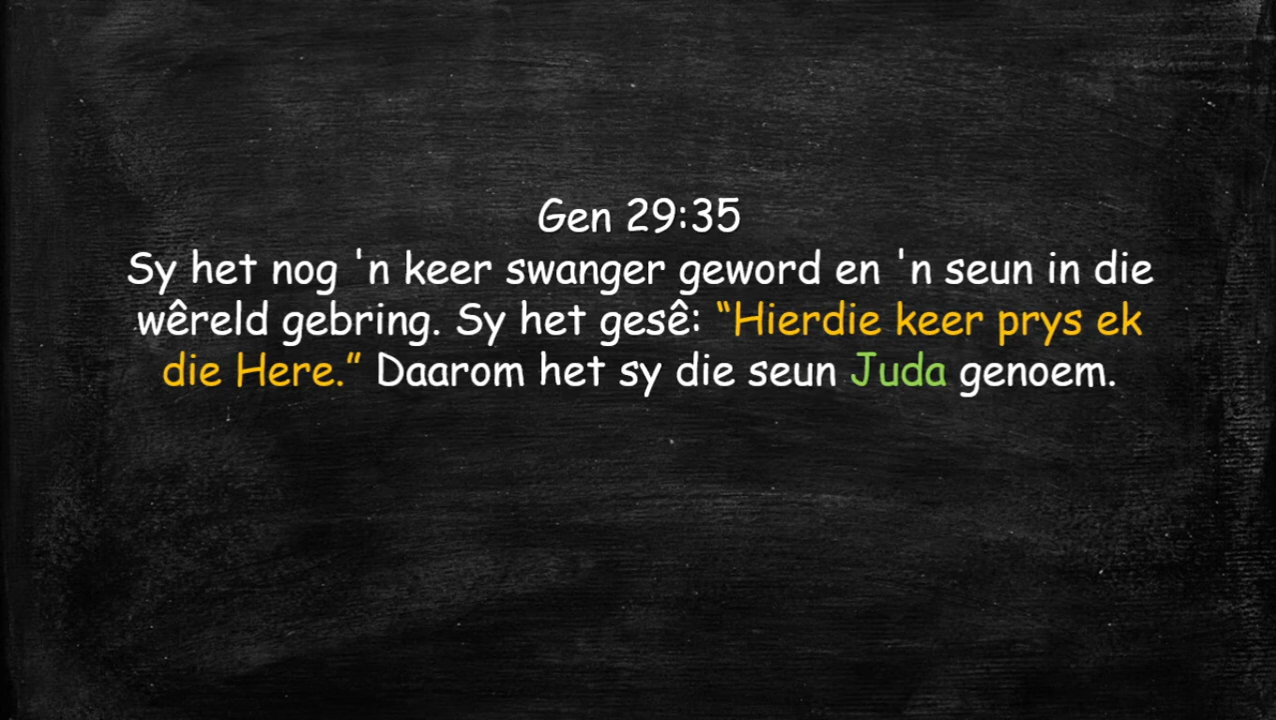 Gen 29:35
Sy het nog 'n keer swanger geword en 'n seun in die
wêreld gebring. Sy het gesê: “Hierdie keer prys ek
die Here.” Daarom het sy die seun Juda genoem.